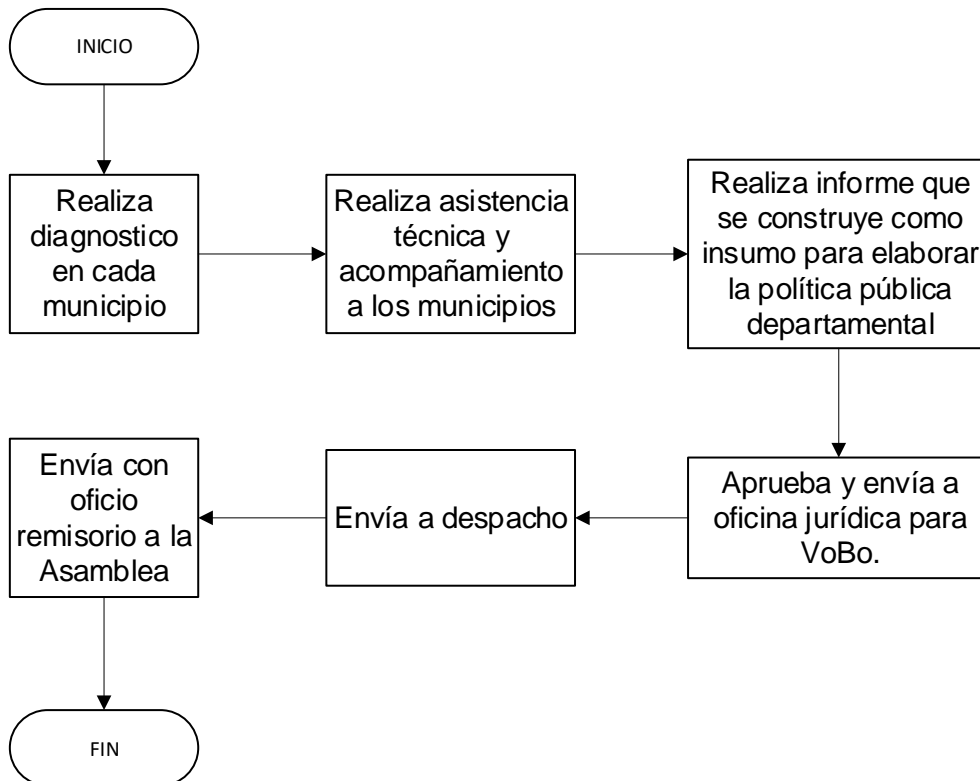 INICIO
Realiza
diagnostico
en cada
municipio
Realiza asistencia
técnica y
acompañamiento
a los municipios
Realiza informe que
se construye como
insumo para elaborar
la política pública
departamental
Aprueba y envía a
oficina jurídica para
VoBo.
Envía a despacho
Envía con
oficio
remisorio a la
Asamblea
FIN